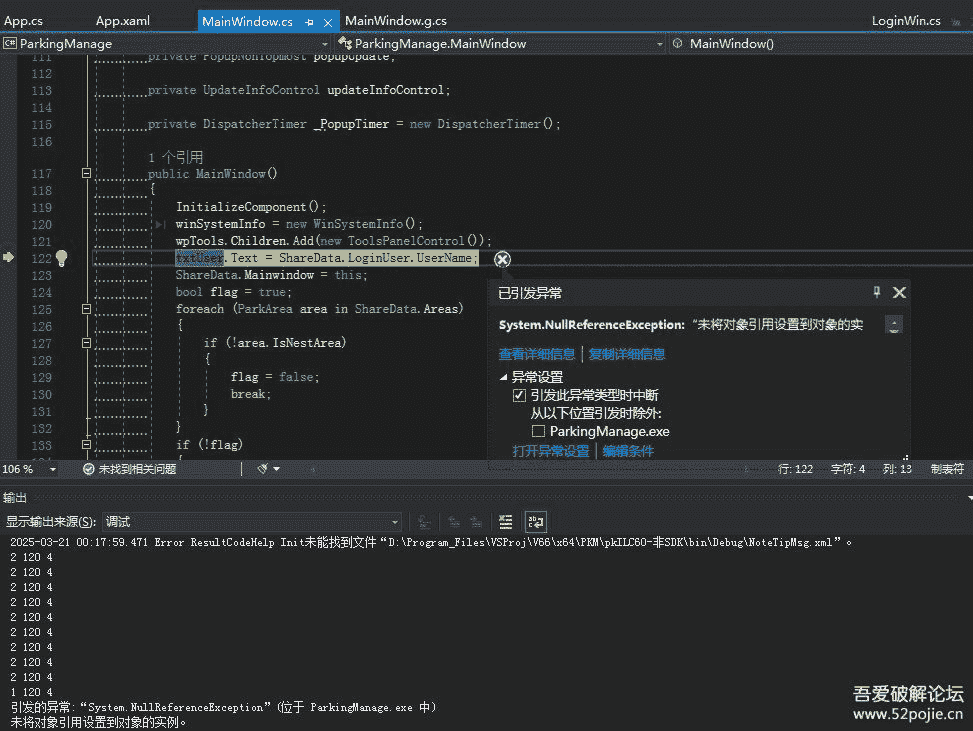 App.cs App.xaml MainWindow.cs MainWindow.g.cs LoginWin.cs
ParkingManage ParkingManage.MainWindow MainWindow()
111 private PopupNonTopmost popupUpdate;
112
113 private UpdateInfoControl updateInfoControl;
114
115 private DispatcherTimer _PopupTimer = new DispatcherTimer();
116
1 个引用
117 public MainWindow()
118 {
119 InitializeComponent();
120 winSystemInfo = new WinSystemInfo();
121 wpTools.Children.Add(new ToolsPanelControl());
122 txtUser.Text = ShareData.LoginUser.UserName;
123 ShareData.Mainwindow = this;
124 bool flag = true;
125 foreach (ParkArea area in ShareData.Areas)
126 {
127 if (!area.IsNestArea)
128 {
129 flag = false;
130 break;
131 }
132 }
133 if (!flag)
已引发异常
System.NullReferenceException: “未将对象引用设置到对象的实
查看详细信息 | 复制详细信息
异常设置
引发此异常类型时中断
从以下位置引发时除外:
ParkingManage.exe
打开异常设置 | 编辑条件
106 % 未找到相关问题 行: 122 字符: 4 列: 13 制表符
输出
显示输出来源(S): 调试
2025-03-21 00:17:59.471 Error ResultCodeHelp Init未能找到文件“D:\Program_Files\VSProj\V66\x64\PKM\pkILC60-非SDK\bin\Debug\NoteTipMsg.xml”。
2 120 4
2 120 4
2 120 4
2 120 4
2 120 4
2 120 4
2 120 4
2 120 4
2 120 4
1 120 4
引发的异常:“System.NullReferenceException”(位于 ParkingManage.exe 中)
未将对象引用设置到对象的实例。
吾爱破解论坛
www.52pojie.cn